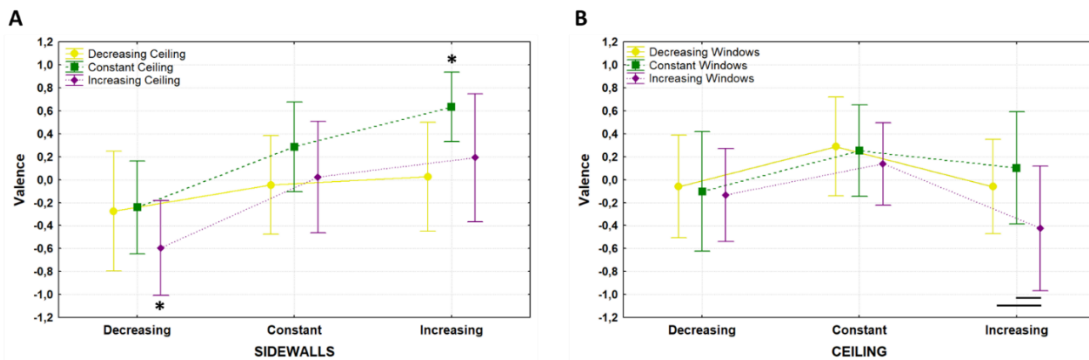 A
1,2
1,0
0,8
0,6
0,4
0,2
0,0
-0,2
-0,4
-0,6
-0,8
-1,0
-1,2
Valence
Decreasing Ceiling
Constant Ceiling
Increasing Ceiling
*
*
Decreasing Constant Increasing
SIDEWALLS
B
1,2
1,0
0,8
0,6
0,4
0,2
0,0
-0,2
-0,4
-0,6
-0,8
-1,0
-1,2
Valence
Decreasing Windows
Constant Windows
Increasing Windows
Decreasing Constant Increasing
CEILING